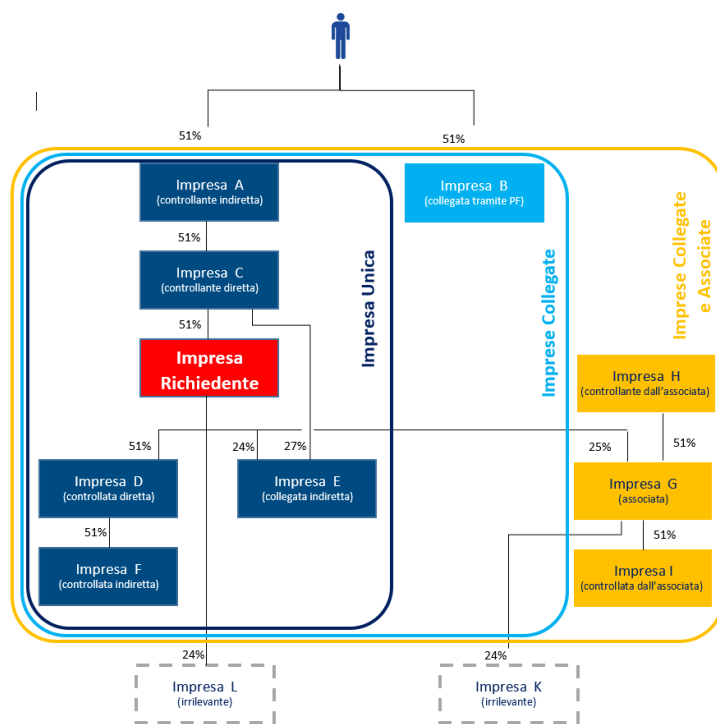 51%
51%
Impresa A
(controllante indiretta)
Impresa B
(collegata tramite PF)
51%
Impresa C
(controllante diretta)
51%
Impresa
Richiedente
Impresa Unica
Imprese Collegate
Imprese Collegate
e Associate
Impresa H
(controllante dall'associata)
51%
24%
27%
25%
51%
Impresa D
(controllata diretta)
Impresa E
(collegata indiretta)
Impresa G
(associata)
51%
51%
Impresa F
(controllata indiretta)
Impresa I
(controllata dall'associata)
24%
24%
Impresa L
(irrilevante)
Impresa K
(irrilevante)